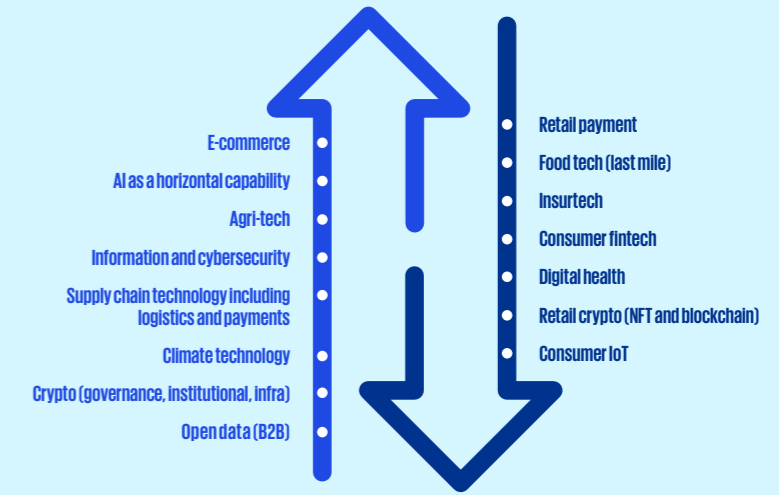 E-commerce
AI as a horizontal capability
Agri-tech
Information and cybersecurity
Supply chain technology including
logistics and payments
Climate technology
Crypto (governance, institutional, infra)
Open data (B2B)
Retail payment
Food tech (last mile)
Insurtech
Consumer fintech
Digital health
Retail crypto (NFT and blockchain)
Consumer IoT